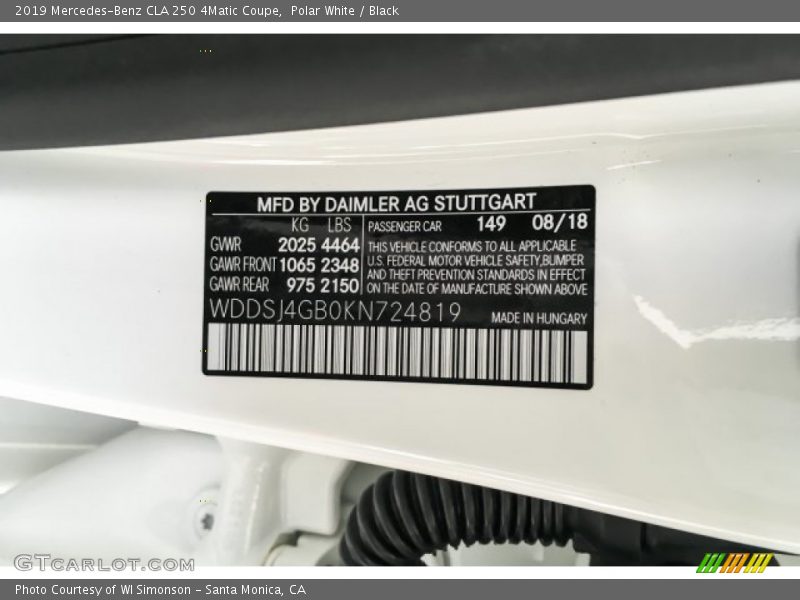 2019 Mercedes-Benz CLA 250 4Matic Coupe,  Polar White / Black
MFD BY DAIMLER AG STUTTGART
KG LBS PASSENGER CAR 149 08/18
GVWR 2025 4464
GAWR FRONT 1065 2348
GAWR REAR 975 2150
THIS VEHICLE CONFORMS TO ALL APPLICABLE
U.S. FEDERAL MOTOR VEHICLE SAFETY,BUMPER
AND THEFT PREVENTION STANDARDS IN EFFECT
ON THE DATE OF MANUFACTURE SHOWN ABOVE
WDDSJ4GB0KN724819 MADE IN HUNGARY
GTcarlot.com
Photo Courtesy of WI Simonson - Santa Monica, CA